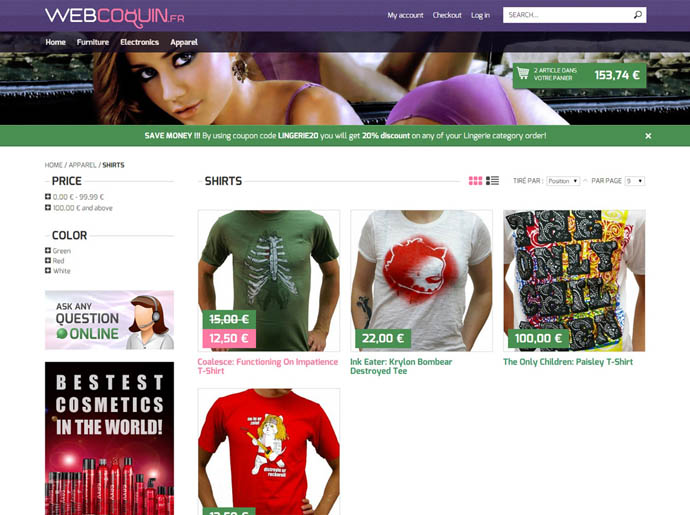 WEBCOQUIN.FR
My account Checkout Log in
SEARCH...
Home Furniture Electronics Apparel
2 ARTICLE DANS
VOTRE PANIER
153,74 €
SAVE MONEY !!! By using coupon code LINGERIE20 you will get 20% discount on any of your Lingerie category order!
HOME / APPAREL / SHIRTS
PRICE
0,00 € - 99,99 €
100,00 € and above
COLOR
Green
Red
White
ASK ANY
QUESTION
ONLINE
BESTEST
COSMETICS
IN THE WORLD!
SHIRTS
TIRÉ PAR : Position PAR PAGE 9
15,00 €
12,50 €
Coalesce: Functioning On Impatience
T-Shirt
22,00 €
Ink Eater: Krylon Bombear
Destroyed Tee
100,00 €
The Only Children: Paisley T-Shirt
destroyin ur
rockzorz!